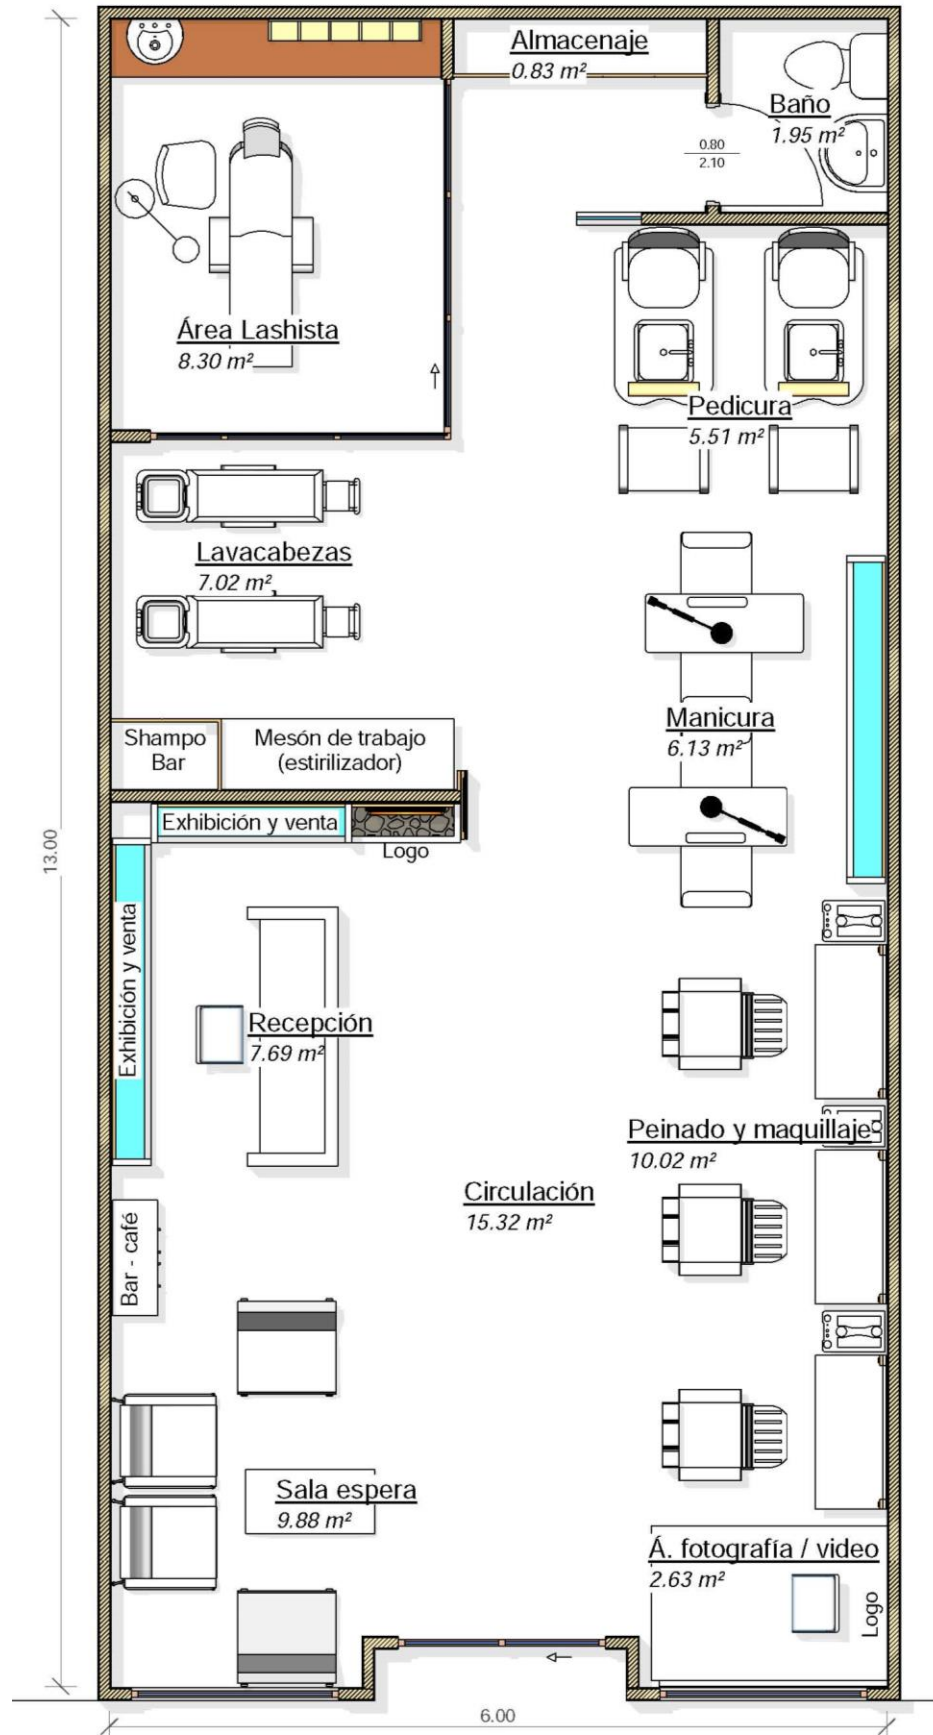 Almacenaje
0.83 m²
Baño
1.95 m²
0.80
2.10
Área Lashista
8.30 m²
Pedicura
5.51 m²
Lavacabezas
7.02 m²
Manicura
6.13 m²
Shampo
Bar
Mesón de trabajo
(estirilizador)
Exhibición y venta
Logo
13.00
Exhibición y venta
Recepción
7.69 m²
Peinado y maquillaje
10.02 m²
Circulación
15.32 m²
Bar - café
Sala espera
9.88 m²
Á. fotografía / video
2.63 m²
Logo
6.00